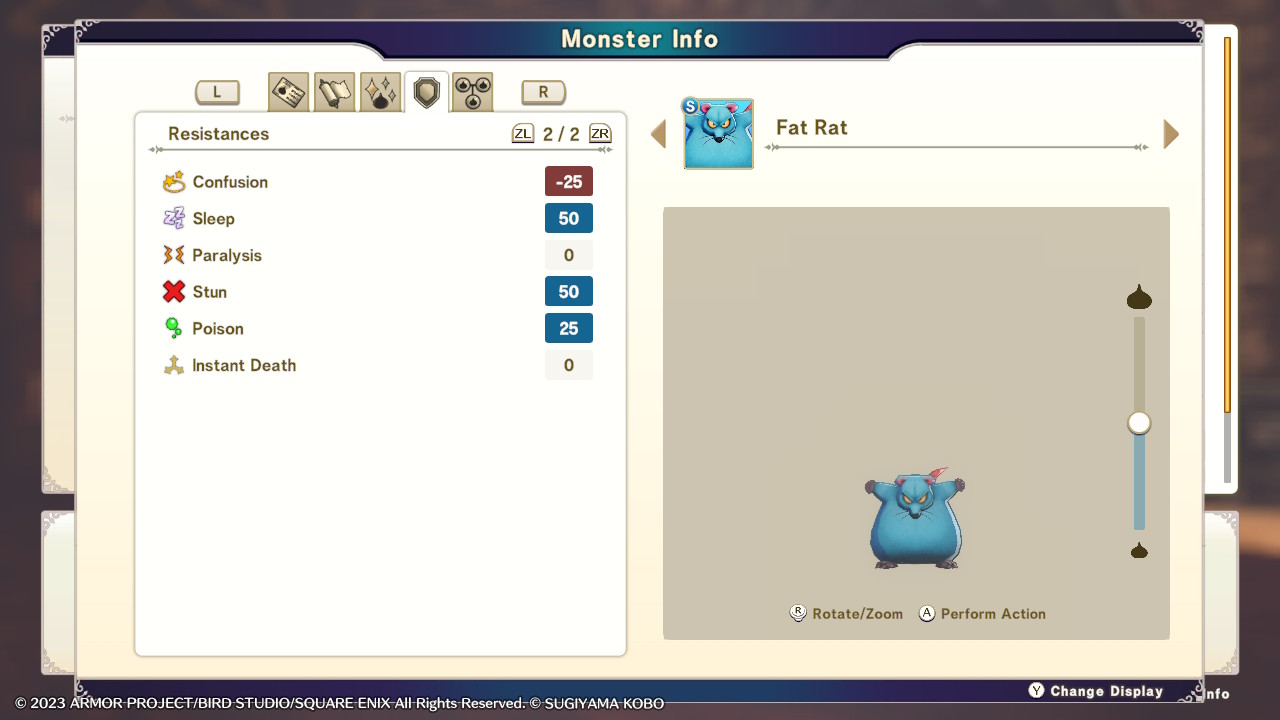 Monster Info
L
R
Resistances
ZL 2 / 2 ZR
Confusion -25
Sleep 50
Paralysis 0
Stun 50
Poison 25
Instant Death 0
S
Fat Rat
R Rotate/Zoom A Perform Action
Y Change Display
nfo
© 2023 ARMOR PROJECT/BIRD STUDIO/SQUARE ENIX All Rights Reserved. © SUGIYAMA KOBO